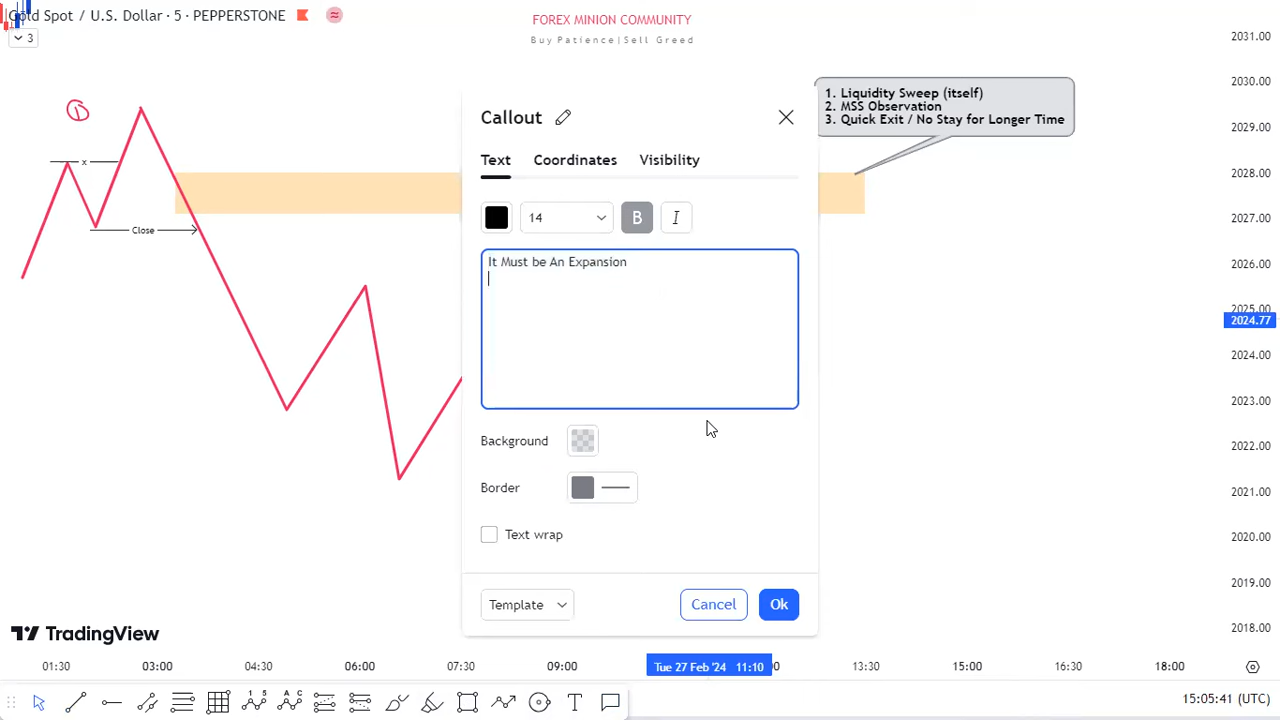 Gold Spot / U.S. Dollar · 5 · PEPPERSTONE
3
FOREX MINION COMMUNITY
Buy Patience|Sell Greed
1. Liquidity Sweep (itself)
2. MSS Observation
3. Quick Exit / No Stay for Longer Time
x
Close
Callout
Text Coordinates Visibility
14 B I
It Must be An Expansion
Background
Border
Text wrap
Template
Cancel
Ok
2031.00
2030.00
2029.00
2028.00
2027.00
2026.00
2025.00
2024.77
2024.00
2023.00
2022.00
2021.00
2020.00
2019.00
2018.00
TradingView
01:30 03:00 04:30 06:00 07:30 09:00 Tue 27 Feb '24 11:10 13:30 15:00 16:30 18:00
15:05:41 (UTC)